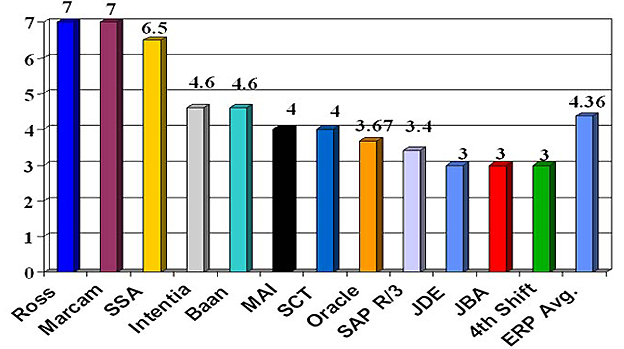 7
7
7
6.5
6
5
4.6
4.6
4.36
4
4
4
3.67
3.4
3
3
3
3
2
1
0
Ross
Marcam
SSA
Intentia
Baan
MAI
SCT
Oracle
SAP R/3
JDE
JBA
4th Shift
ERP Avg.